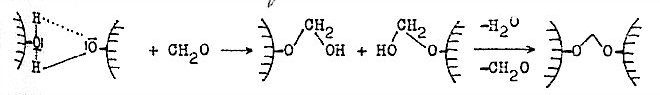 H
O
H
O
+ CH₂O ⟶
O CH₂ OH
+
HO CH₂ O
−H₂O
−CH₂O
O O